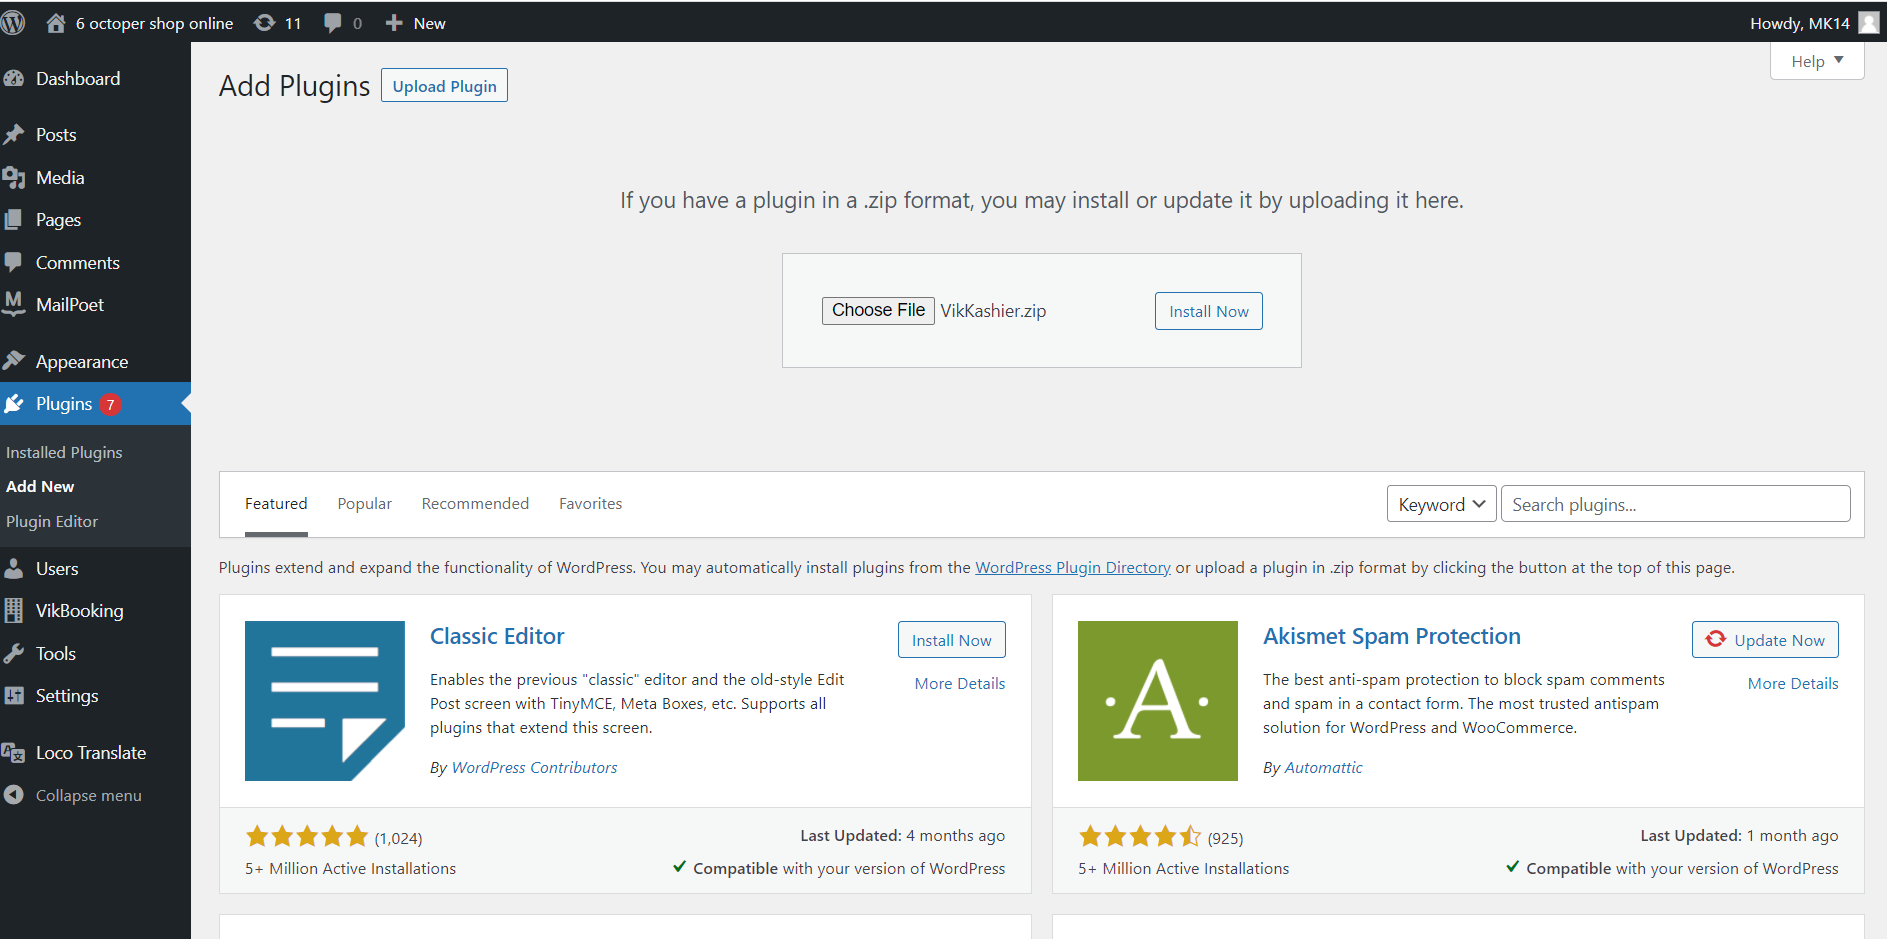 6 octoper shop online 11 0 New Howdy, MK14
Help
Dashboard
Posts
Media
Pages
Comments
MailPoet
Appearance
Plugins 7
Installed Plugins
Add New
Plugin Editor
Users
VikBooking
Tools
Settings
Loco Translate
Collapse menu
Add Plugins Upload Plugin
If you have a plugin in a .zip format, you may install or update it by uploading it here.
Choose File VikKashier.zip Install Now
Featured Popular Recommended Favorites Keyword Search plugins...
Plugins extend and expand the functionality of WordPress. You may automatically install plugins from the WordPress Plugin Directory or upload a plugin in .zip format by clicking the button at the top of this page.
Classic Editor
Install Now
More Details
Enables the previous "classic" editor and the old-style Edit
Post screen with TinyMCE, Meta Boxes, etc. Supports all
plugins that extend this screen.
By WordPress Contributors
(1,024)
Last Updated: 4 months ago
5+ Million Active Installations
Compatible with your version of WordPress
A
Akismet Spam Protection
Update Now
More Details
The best anti-spam protection to block spam comments
and spam in a contact form. The most trusted antispam
solution for WordPress and WooCommerce.
By Automattic
(925)
Last Updated: 1 month ago
5+ Million Active Installations
Compatible with your version of WordPress